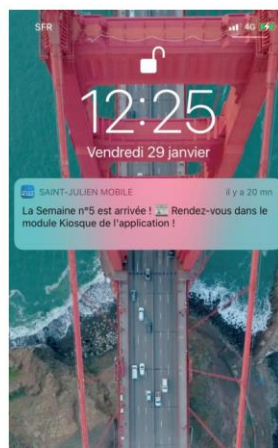 SFR 4G
12:25
Vendredi 29 janvier
SAINT-JULIEN MOBILE il y a 20 mn
La Semaine n°5 est arrivée ! Rendez-vous dans le
module Kiosque de l'application !